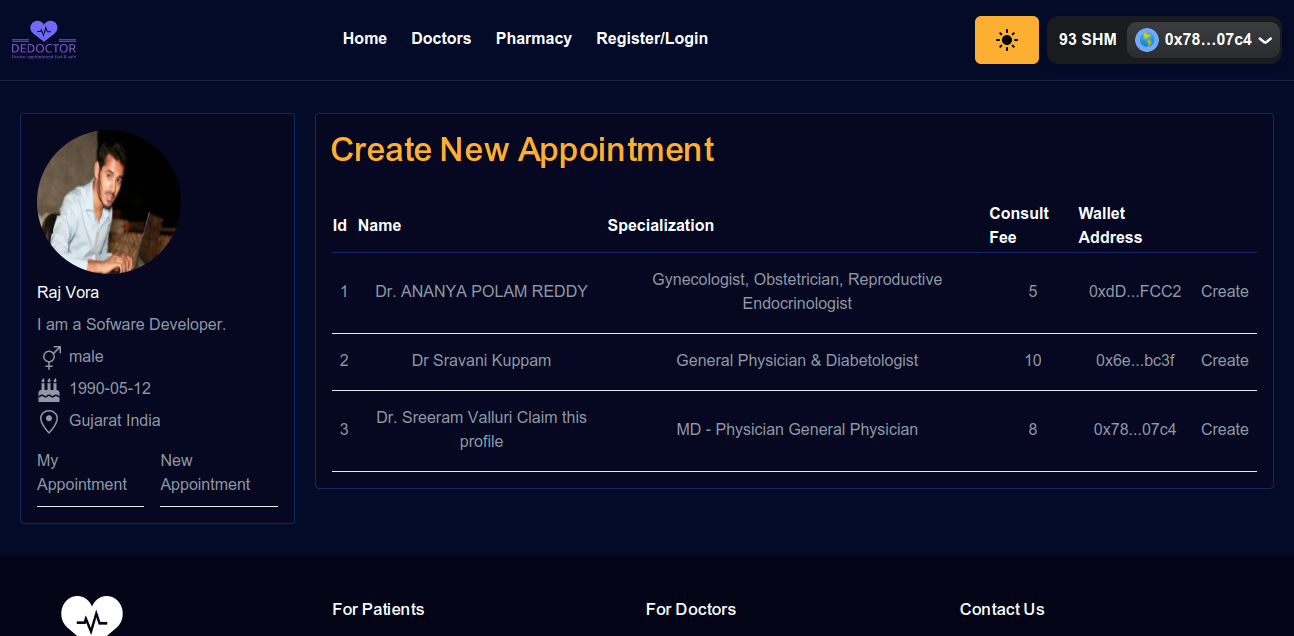 DEDOCTOR
Doctor appointment fast & safe
Home Doctors Pharmacy Register/Login
93 SHM 0x78...07c4
Raj Vora
I am a Sofware Developer.
male
1990-05-12
Gujarat India
My Appointment
New Appointment
Create New Appointment
Id Name Specialization Consult Fee Wallet Address
1 Dr. ANANYA POLAM REDDY Gynecologist, Obstetrician, Reproductive Endocrinologist 5 0xdD...FCC2 Create
2 Dr Sravani Kuppam General Physician & Diabetologist 10 0x6e...bc3f Create
3 Dr. Sreeram Valluri Claim this profile MD - Physician General Physician 8 0x78...07c4 Create
For Patients For Doctors Contact Us